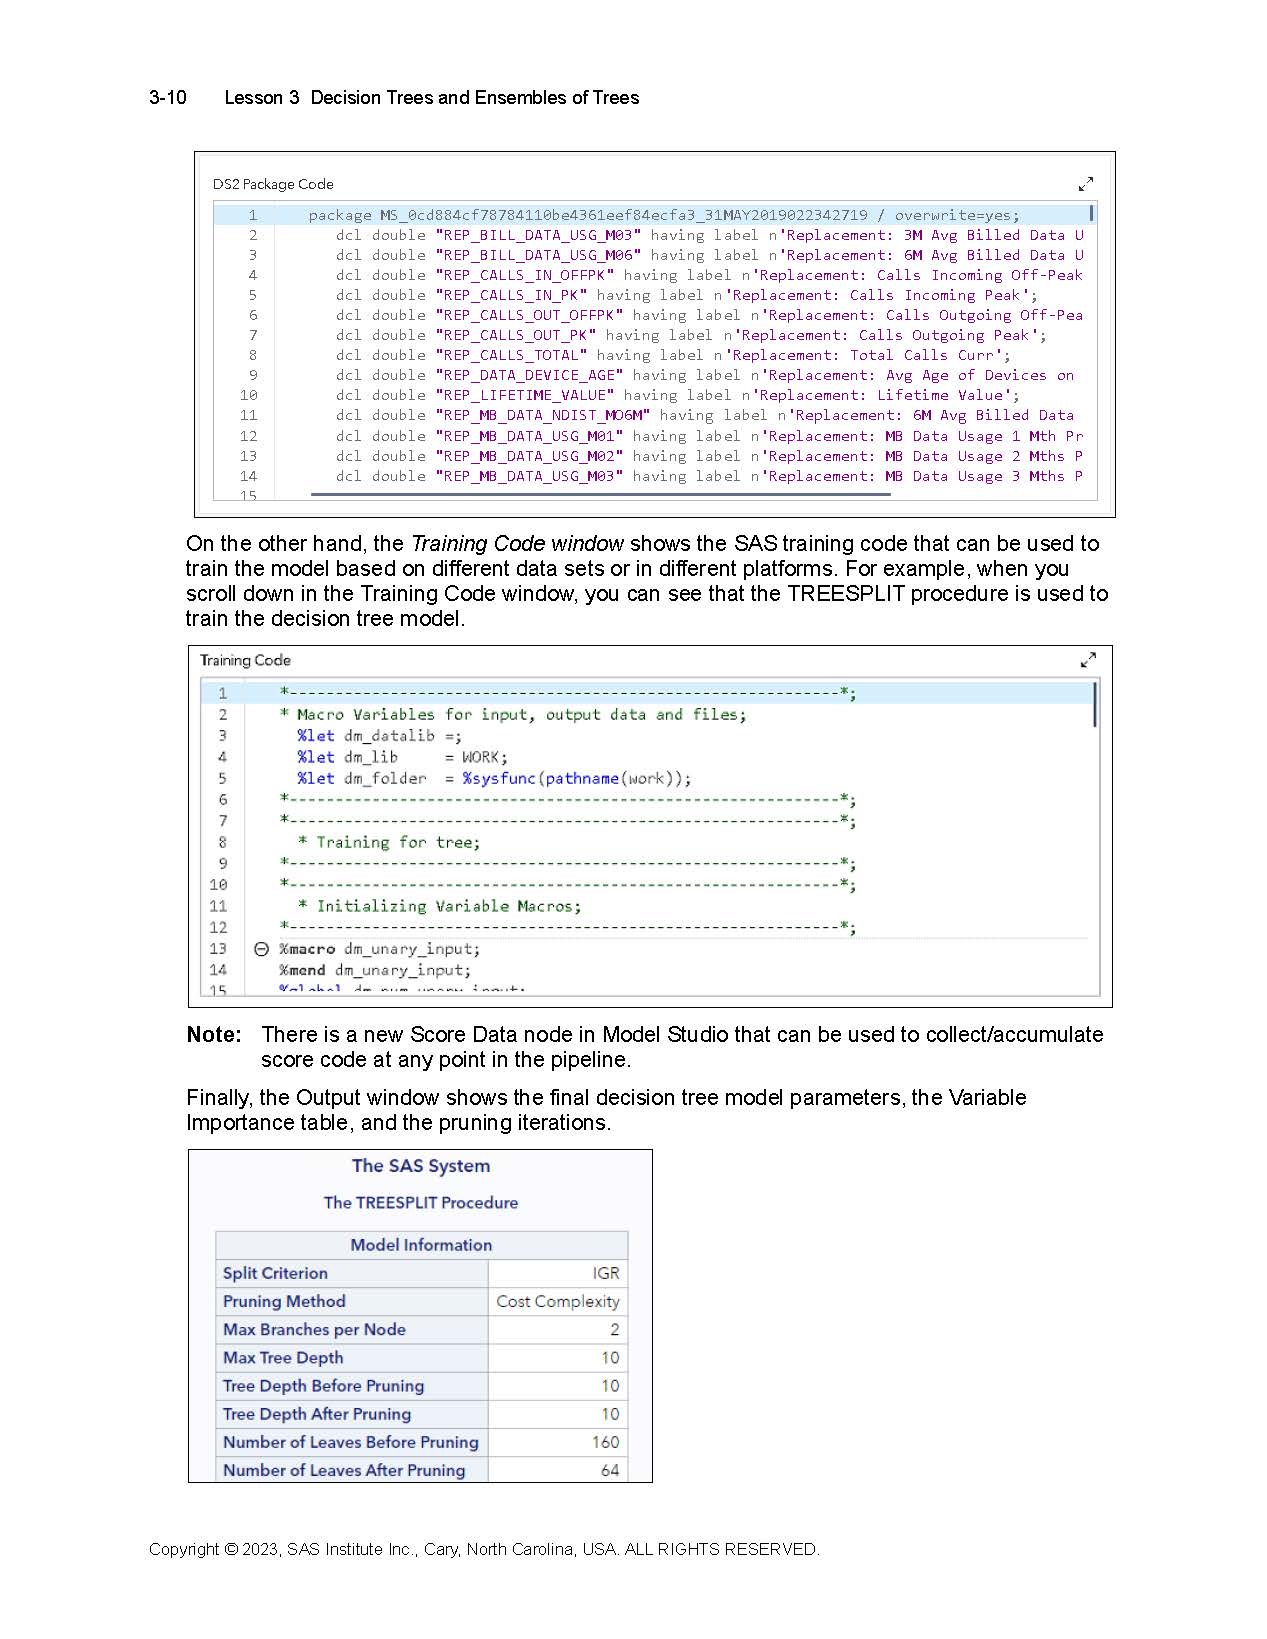 3-10 Lesson 3 Decision Trees and Ensembles of Trees
DS2 Package Code
1 package MS_0cd884cf78784110be4361eef84ecfa3_31MAY2019022342719 / overwrite=yes;
2 dcl double "REP_BILL_DATA_USG_M03" having label n'Replacement: 3M Avg Billed Data U
3 dcl double "REP_BILL_DATA_USG_M06" having label n'Replacement: 6M Avg Billed Data U
4 dcl double "REP_CALLS_IN_OFFPK" having label n'Replacement: Calls Incoming Off-Peak
5 dcl double "REP_CALLS_IN_PK" having label n'Replacement: Calls Incoming Peak';
6 dcl double "REP_CALLS_OUT_OFFPK" having label n'Replacement: Calls Outgoing Off-Pea
7 dcl double "REP_CALLS_OUT_PK" having label n'Replacement: Calls Outgoing Peak';
8 dcl double "REP_CALLS_TOTAL" having label n'Replacement: Total Calls Curr';
9 dcl double "REP_DATA_DEVICE_AGE" having label n'Replacement: Avg Age of Devices on
10 dcl double "REP_LIFETIME_VALUE" having label n'Replacement: Lifetime Value';
11 dcl double "REP_MB_DATA_NDIST_MO6M" having label n'Replacement: 6M Avg Billed Data
12 dcl double "REP_MB_DATA_USG_M01" having label n'Replacement: MB Data Usage 1 Mth Pr
13 dcl double "REP_MB_DATA_USG_M02" having label n'Replacement: MB Data Usage 2 Mths P
14 dcl double "REP_MB_DATA_USG_M03" having label n'Replacement: MB Data Usage 3 Mths P
15
On the other hand, the Training Code window shows the SAS training code that can be used to
train the model based on different data sets or in different platforms. For example, when you
scroll down in the Training Code window, you can see that the TREESPLIT procedure is used to
train the decision tree model.
Training Code
1 *------------------------------------------------------------*;
2 * Macro Variables for input, output data and files;
3 %let dm_datalib =;
4 %let dm_lib = WORK;
5 %let dm_folder = %sysfunc(pathname(work));
6 *------------------------------------------------------------*;
7 *------------------------------------------------------------*;
8 * Training for tree;
9 *------------------------------------------------------------*;
10 *------------------------------------------------------------*;
11 * Initializing Variable Macros;
12 *------------------------------------------------------------*;
13 %macro dm_unary_input;
14 %mend dm_unary_input;
15 %global dm_num_unary_input;
Note: There is a new Score Data node in Model Studio that can be used to collect/accumulate
score code at any point in the pipeline.
Finally, the Output window shows the final decision tree model parameters, the Variable
Importance table, and the pruning iterations.
The SAS System
The TREESPLIT Procedure
Model Information
Split Criterion IGR
Pruning Method Cost Complexity
Max Branches per Node 2
Max Tree Depth 10
Tree Depth Before Pruning 10
Tree Depth After Pruning 10
Number of Leaves Before Pruning 160
Number of Leaves After Pruning 64
Copyright © 2023, SAS Institute Inc., Cary, North Carolina, USA. ALL RIGHTS RESERVED.